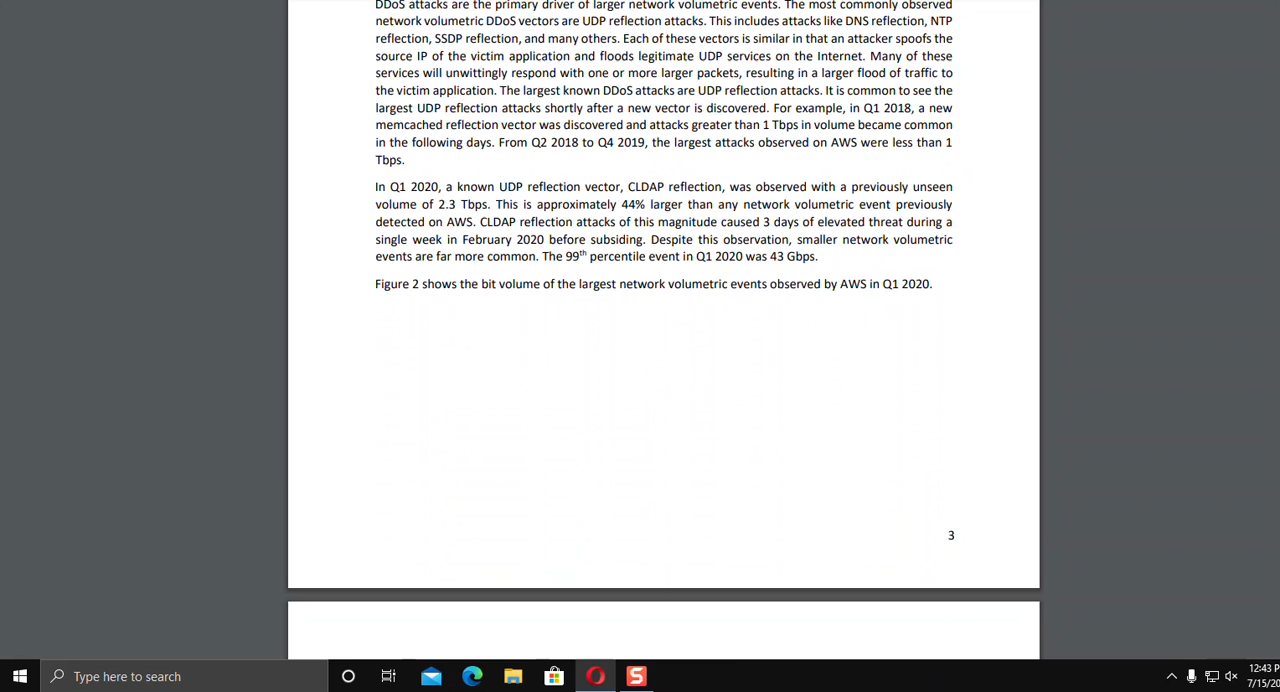 DDoS attacks are the primary driver of larger network volumetric events. The most commonly observed
network volumetric DDoS vectors are UDP reflection attacks. This includes attacks like DNS reflection, NTP
reflection, SSDP reflection, and many others. Each of these vectors is similar in that an attacker spoofs the
source IP of the victim application and floods legitimate UDP services on the Internet. Many of these
services will unwittingly respond with one or more larger packets, resulting in a larger flood of traffic to
the victim application. The largest known DDoS attacks are UDP reflection attacks. It is common to see the
largest UDP reflection attacks shortly after a new vector is discovered. For example, in Q1 2018, a new
memcached reflection vector was discovered and attacks greater than 1 Tbps in volume became common
in the following days. From Q2 2018 to Q4 2019, the largest attacks observed on AWS were less than 1
Tbps.
In Q1 2020, a known UDP reflection vector, CLDAP reflection, was observed with a previously unseen
volume of 2.3 Tbps. This is approximately 44% larger than any network volumetric event previously
detected on AWS. CLDAP reflection attacks of this magnitude caused 3 days of elevated threat during a
single week in February 2020 before subsiding. Despite this observation, smaller network volumetric
events are far more common. The 99th percentile event in Q1 2020 was 43 Gbps.
Figure 2 shows the bit volume of the largest network volumetric events observed by AWS in Q1 2020.
3
Type here to search
S
12:43 P
7/15/20